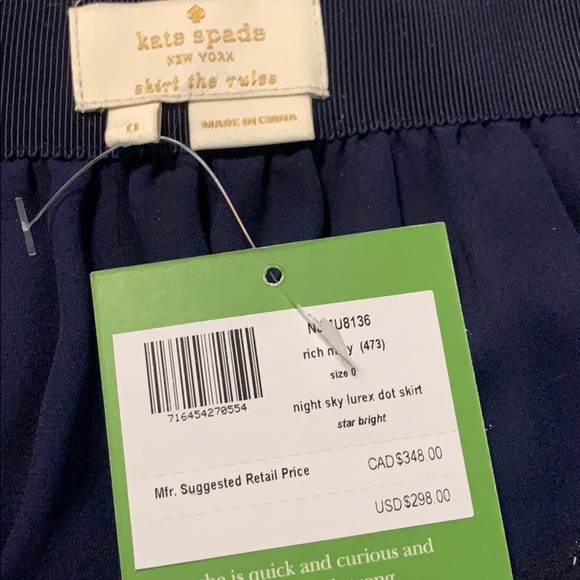 kate spade
NEW YORK
skirt the rules
0
MADE IN CHINA
rich (473)
size 0
night sky lurex dot skirt
star bright
716454270554
Mfr. Suggested Retail Price
CAD$348.00
USD$298.00
she is quick and curious and